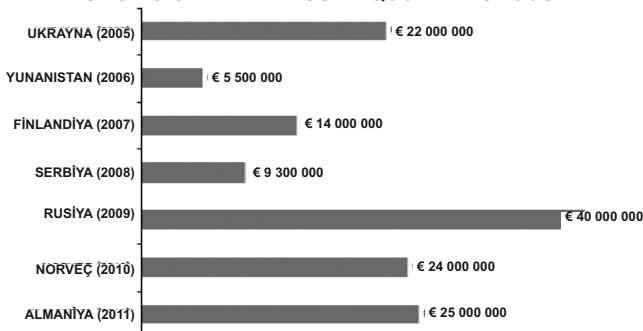 UKRAYNA (2005) € 22 000 000
YUNANISTAN (2006) € 5 500 000
FİNLANDİYA (2007) € 14 000 000
SERBİYA (2008) € 9 300 000
RUSİYA (2009) € 40 000 000
NORVEÇ (2010) € 24 000 000
ALMANİYA (2011) € 25 000 000